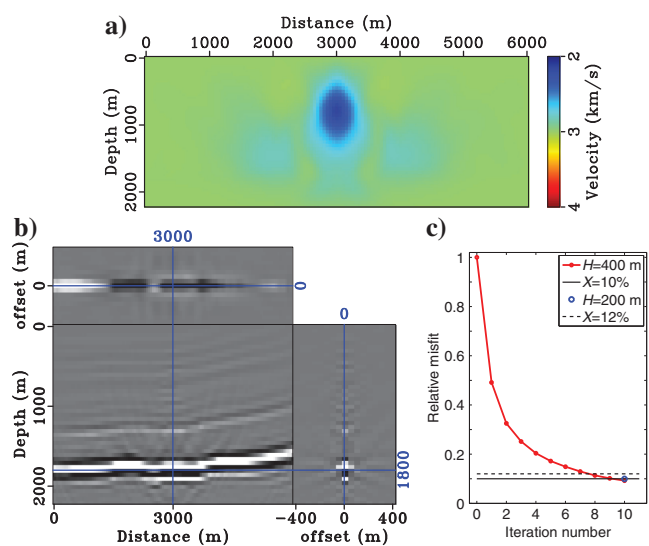 a)
Distance (m)
0 1000 2000 3000 4000 5000 6000
Depth (m)
0
1000
2000
2
3
4
Velocity (km/s)
b)
3000
offset (m)
0
0
0
Depth (m)
0
1000
2000
1800
0 3000
Distance (m)
-400 0 400
offset (m)
c)
Relative misfit
1
0.8
0.6
0.4
0.2
0
0 2 4 6 8 10
Iteration number
H=400 m
X=10%
H=200 m
X=12%